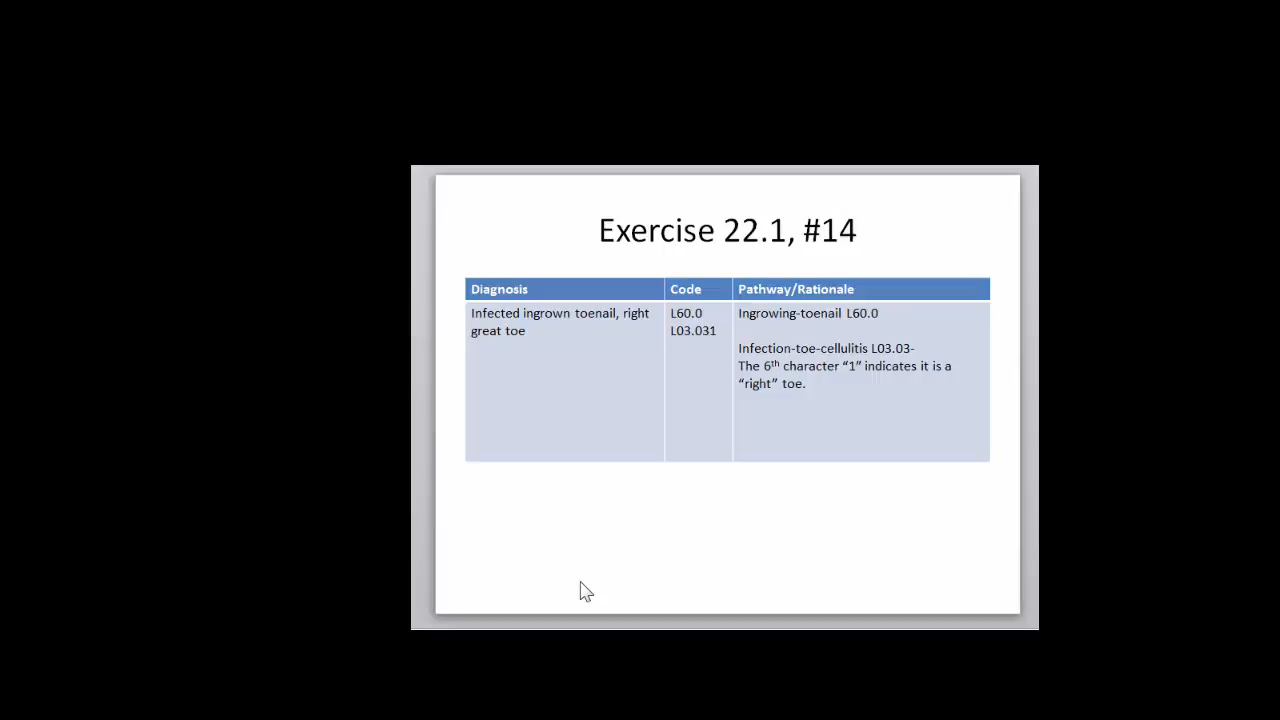 Exercise 22.1, #14
Diagnosis
Code
Pathway/Rationale
Infected ingrown toenail, right
great toe
L60.0
L03.031
Ingrowing-toenail L60.0
Infection-toe-cellulitis L03.03-
The 6th character “1” indicates it is a
“right” toe.